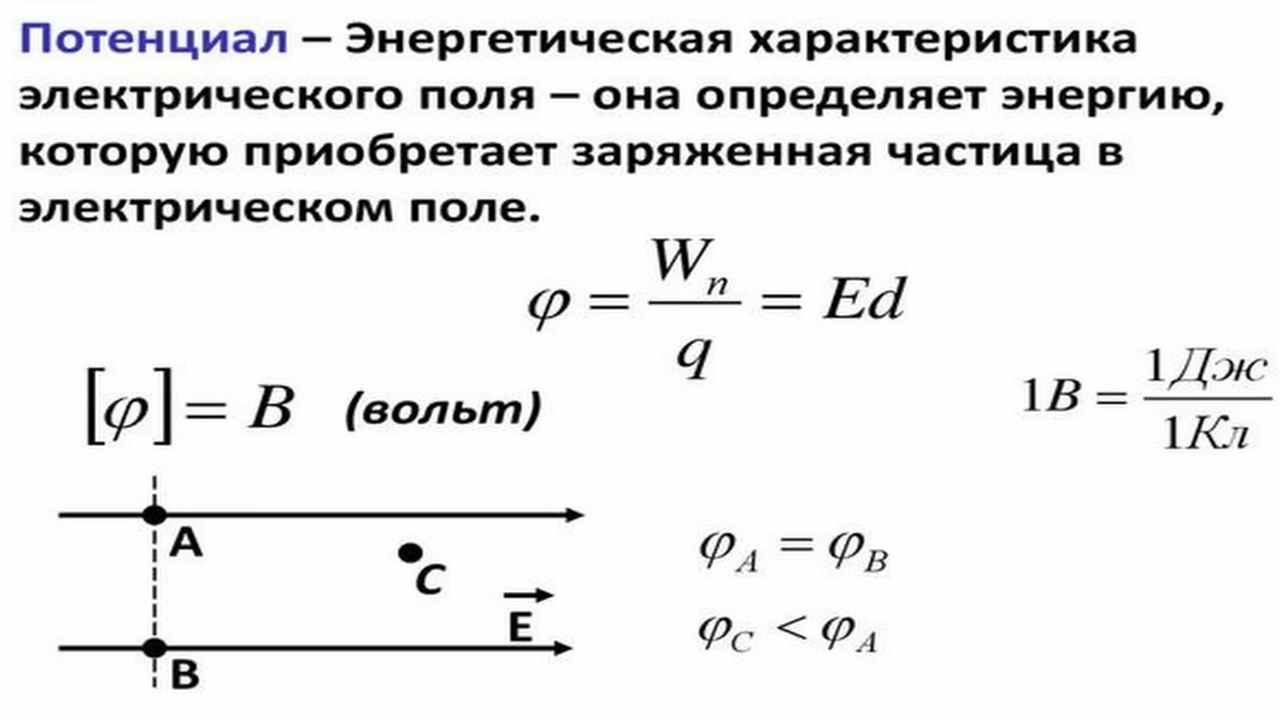 Потенциал – Энергетическая характеристика
электрического поля – она определяет энергию,
которую приобретает заряженная частица в
электрическом поле.
φ = Wп / q = Ed
[φ] = В (вольт)
1В = 1Дж / 1Кл
A
C
E
B
φA = φB
φC < φA